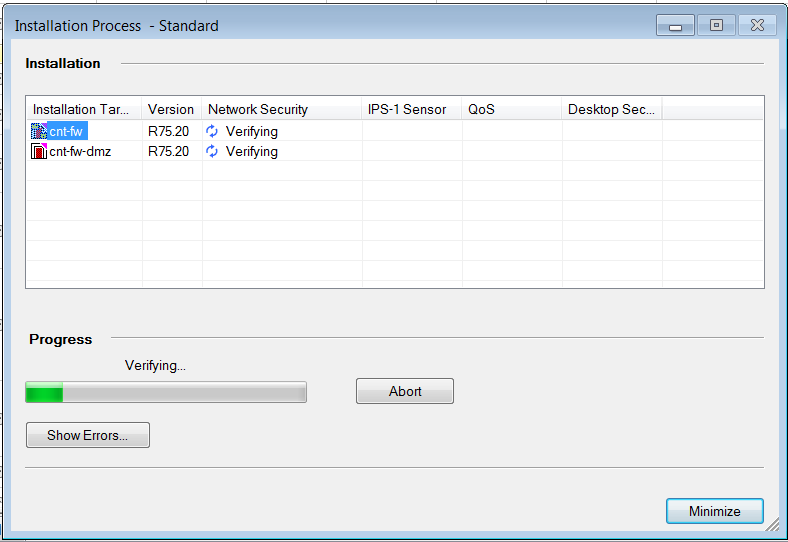 Installation Process - Standard
Installation
Installation Tar... Version Network Security IPS-1 Sensor QoS Desktop Sec...
cnt-fw R75.20 Verifying
cnt-fw-dmz R75.20 Verifying
Progress
Verifying...
Abort
Show Errors...
Minimize